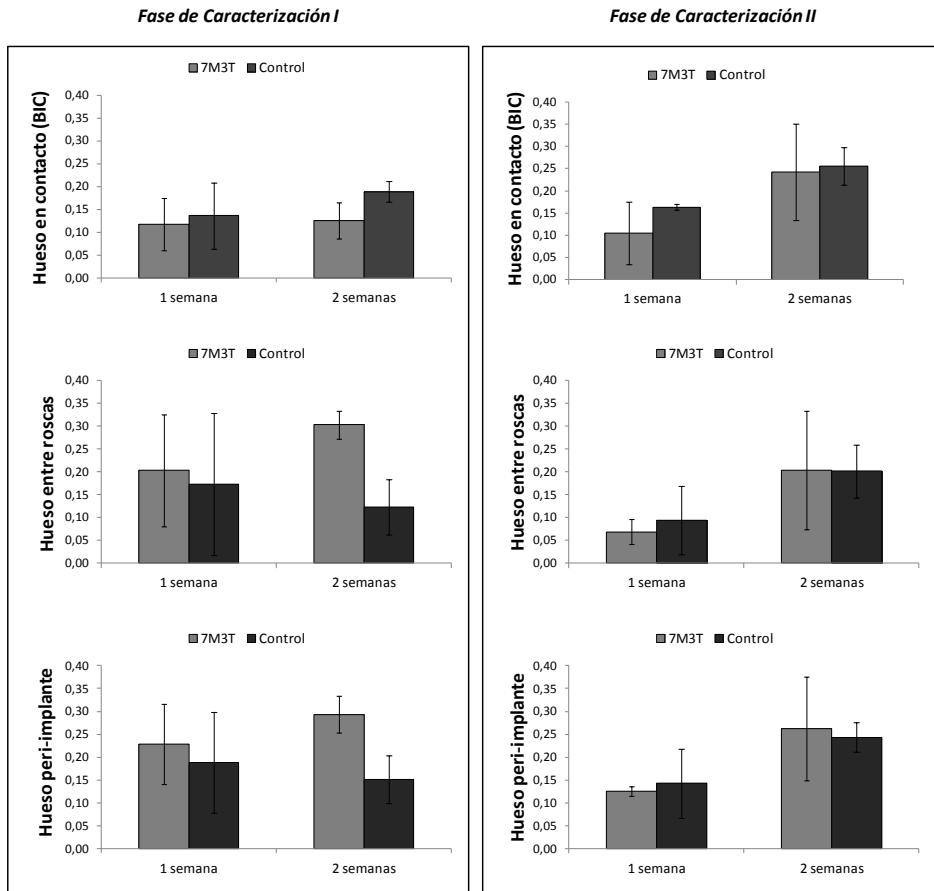 Fase de Caracterización I
Fase de Caracterización II
7M3T Control
Hueso en contacto (BIC)
0,40
0,35
0,30
0,25
0,20
0,15
0,10
0,05
0,00
1 semana 2 semanas
7M3T Control
Hueso entre roscas
0,40
0,35
0,30
0,25
0,20
0,15
0,10
0,05
0,00
1 semana 2 semanas
7M3T Control
Hueso peri-implante
0,40
0,35
0,30
0,25
0,20
0,15
0,10
0,05
0,00
1 semana 2 semanas
7M3T Control
Hueso en contacto (BIC)
0,40
0,35
0,30
0,25
0,20
0,15
0,10
0,05
0,00
1 semana 2 semanas
7M3T Control
Hueso entre roscas
0,40
0,35
0,30
0,25
0,20
0,15
0,10
0,05
0,00
1 semana 2 semanas
7M3T Control
Hueso peri-implante
0,40
0,35
0,30
0,25
0,20
0,15
0,10
0,05
0,00
1 semana 2 semanas